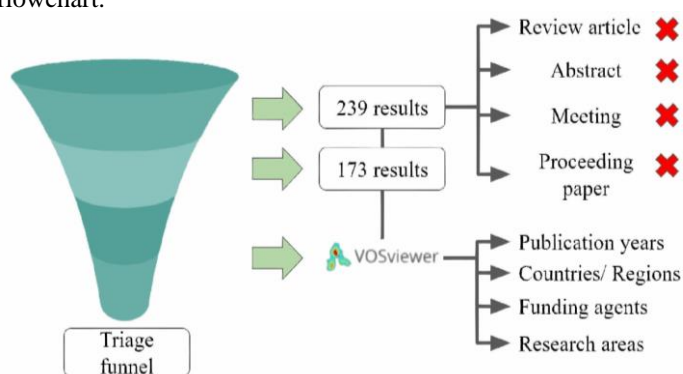 flowchart.
Review article
239 results
Abstract
Meeting
173 results
Proceeding
paper
VOSviewer
Publication years
Countries/ Regions
Funding agents
Research areas
Triage
funnel